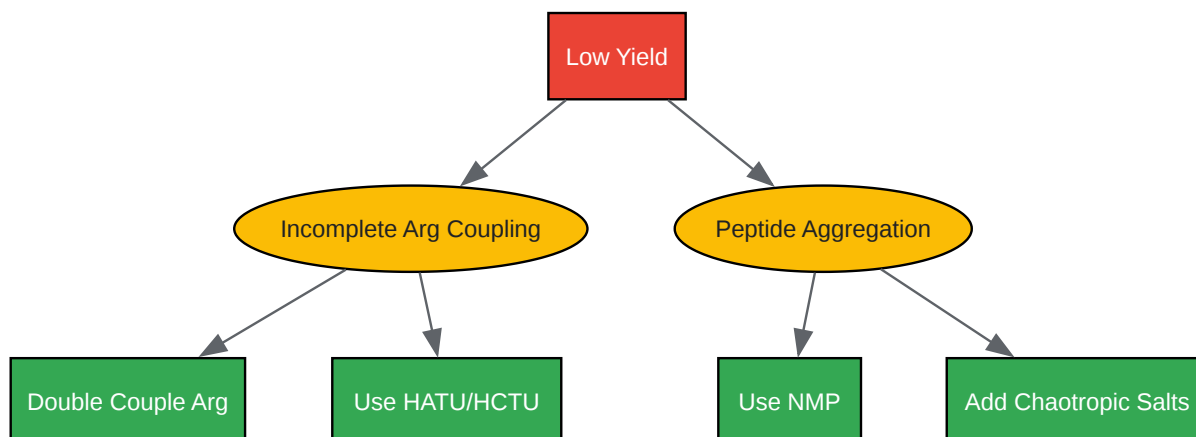 Low Yield
Incomplete Arg Coupling
Peptide Aggregation
Double Couple Arg
Use HATU/HCTU
Use NMP
Add Chaotropic Salts